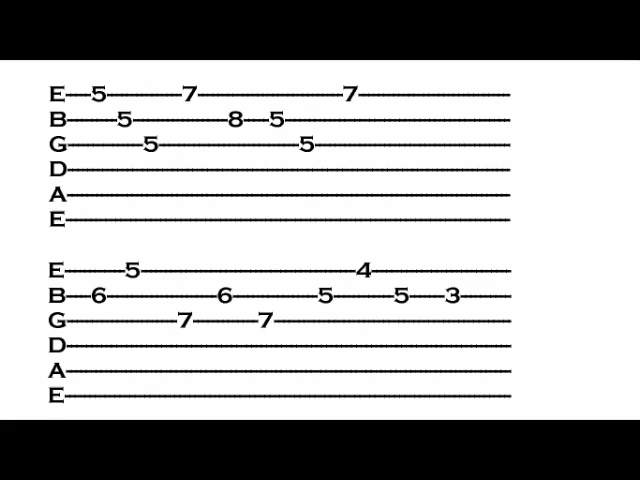 E—5———7—————7———
B——5————8—5————
G———5—————5———
D——————————
A——————————
E——————————
E——5—————————4———
B—6————6———5———5—3—
G————7———7—————
D——————————
A——————————
E——————————